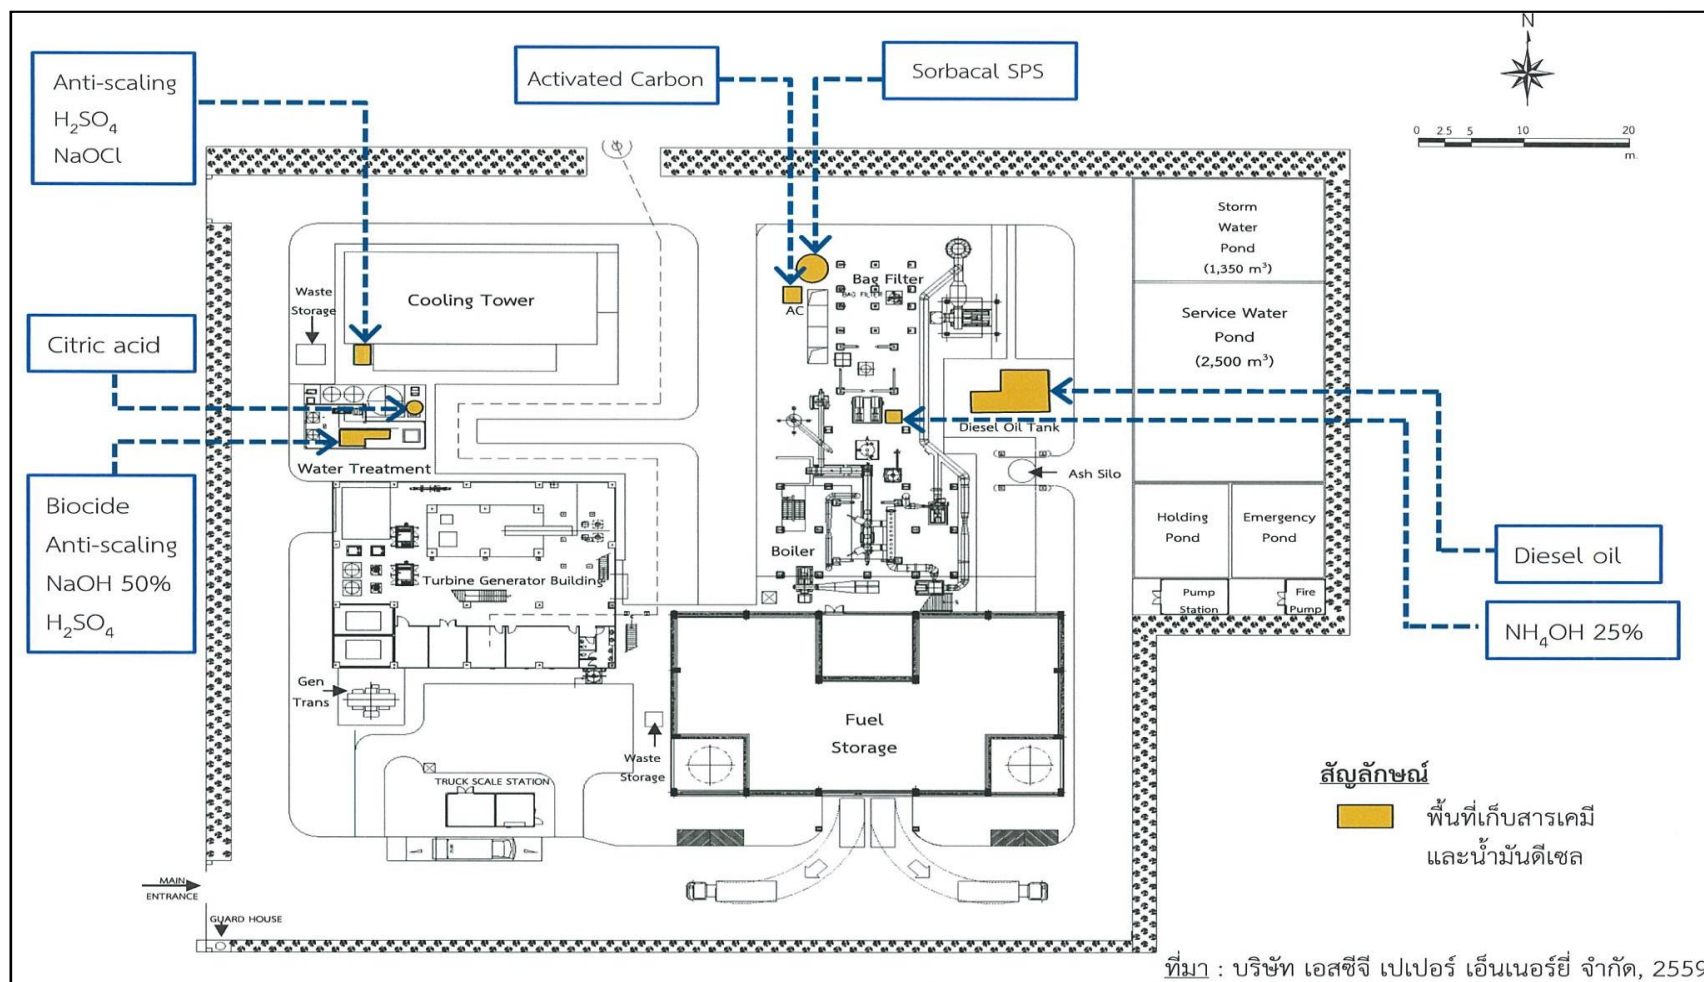 N
0 2.5 5 10 20
m.
Anti-scaling
H₂SO₄
NaOCl
Activated Carbon
Sorbacal SPS
Citric acid
Biocide
Anti-scaling
NaOH 50%
H₂SO₄
Diesel oil
NH₄OH 25%
Waste
Storage
Cooling Tower
Water Treatment
Bag Filter
BAG FILTER
AC
Diesel Oil Tank
Ash Silo
Boiler
Turbine Generator Building
Storm
Water
Pond
(1,350 m³)
Service Water
Pond
(2,500 m³)
Holding
Pond
Emergency
Pond
Pump
Station
Fire
Pump
Gen
Trans
Waste
Storage
Fuel
Storage
TRUCK SCALE STATION
MAIN
ENTRANCE
GUARD HOUSE
สัญลักษณ์
พื้นที่เก็บสารเคมี
และน้ำมันดีเซล
ที่มา : บริษัท เอสซีจี เปเปอร์ เอ็นเนอร์ยี่ จำกัด, 2559